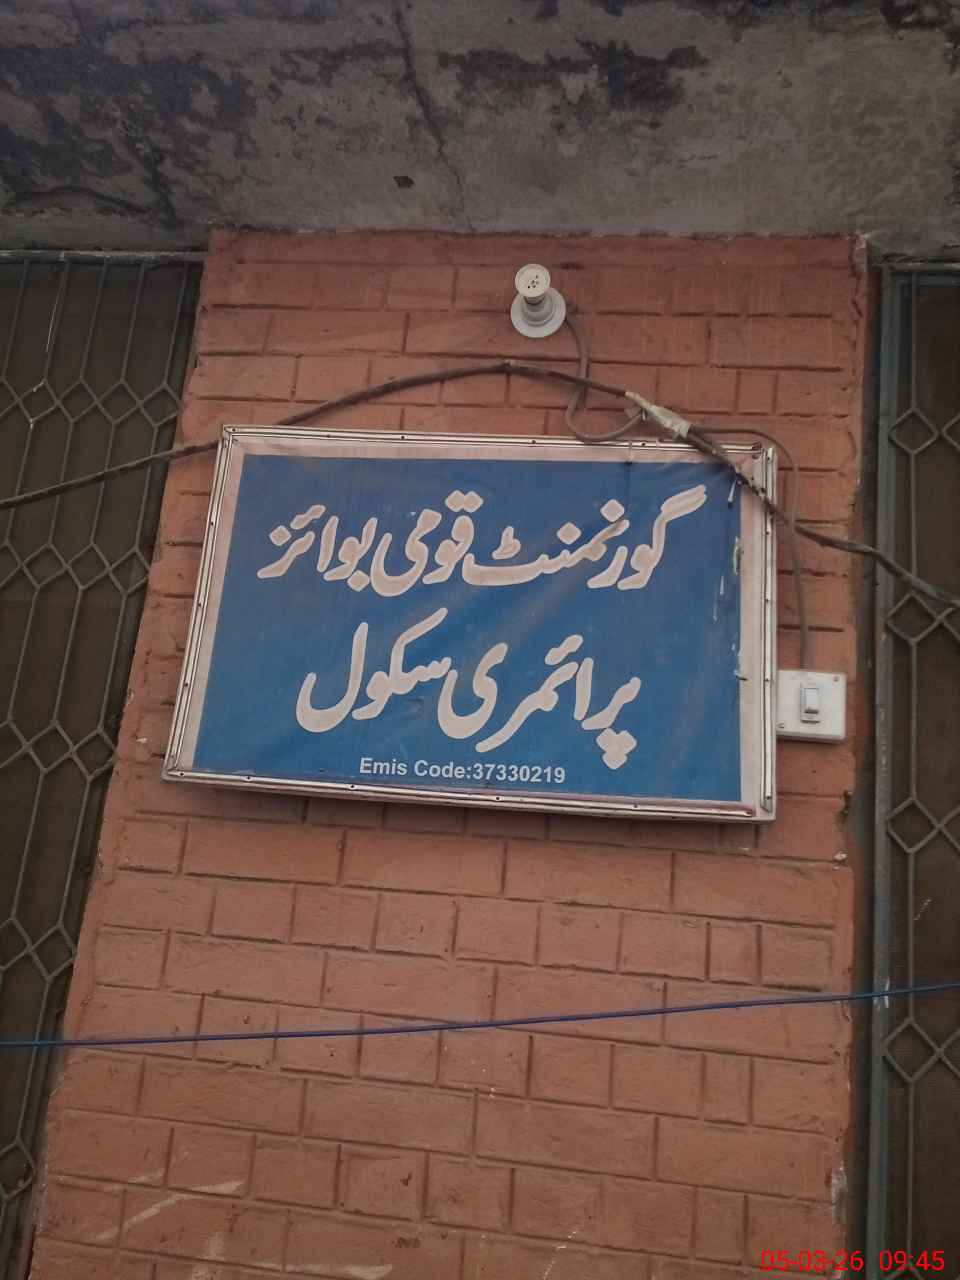 گورنمنٹ قومی بوائز
پرائمری سکول
Emis Code:37330219
05-03-26 09:45